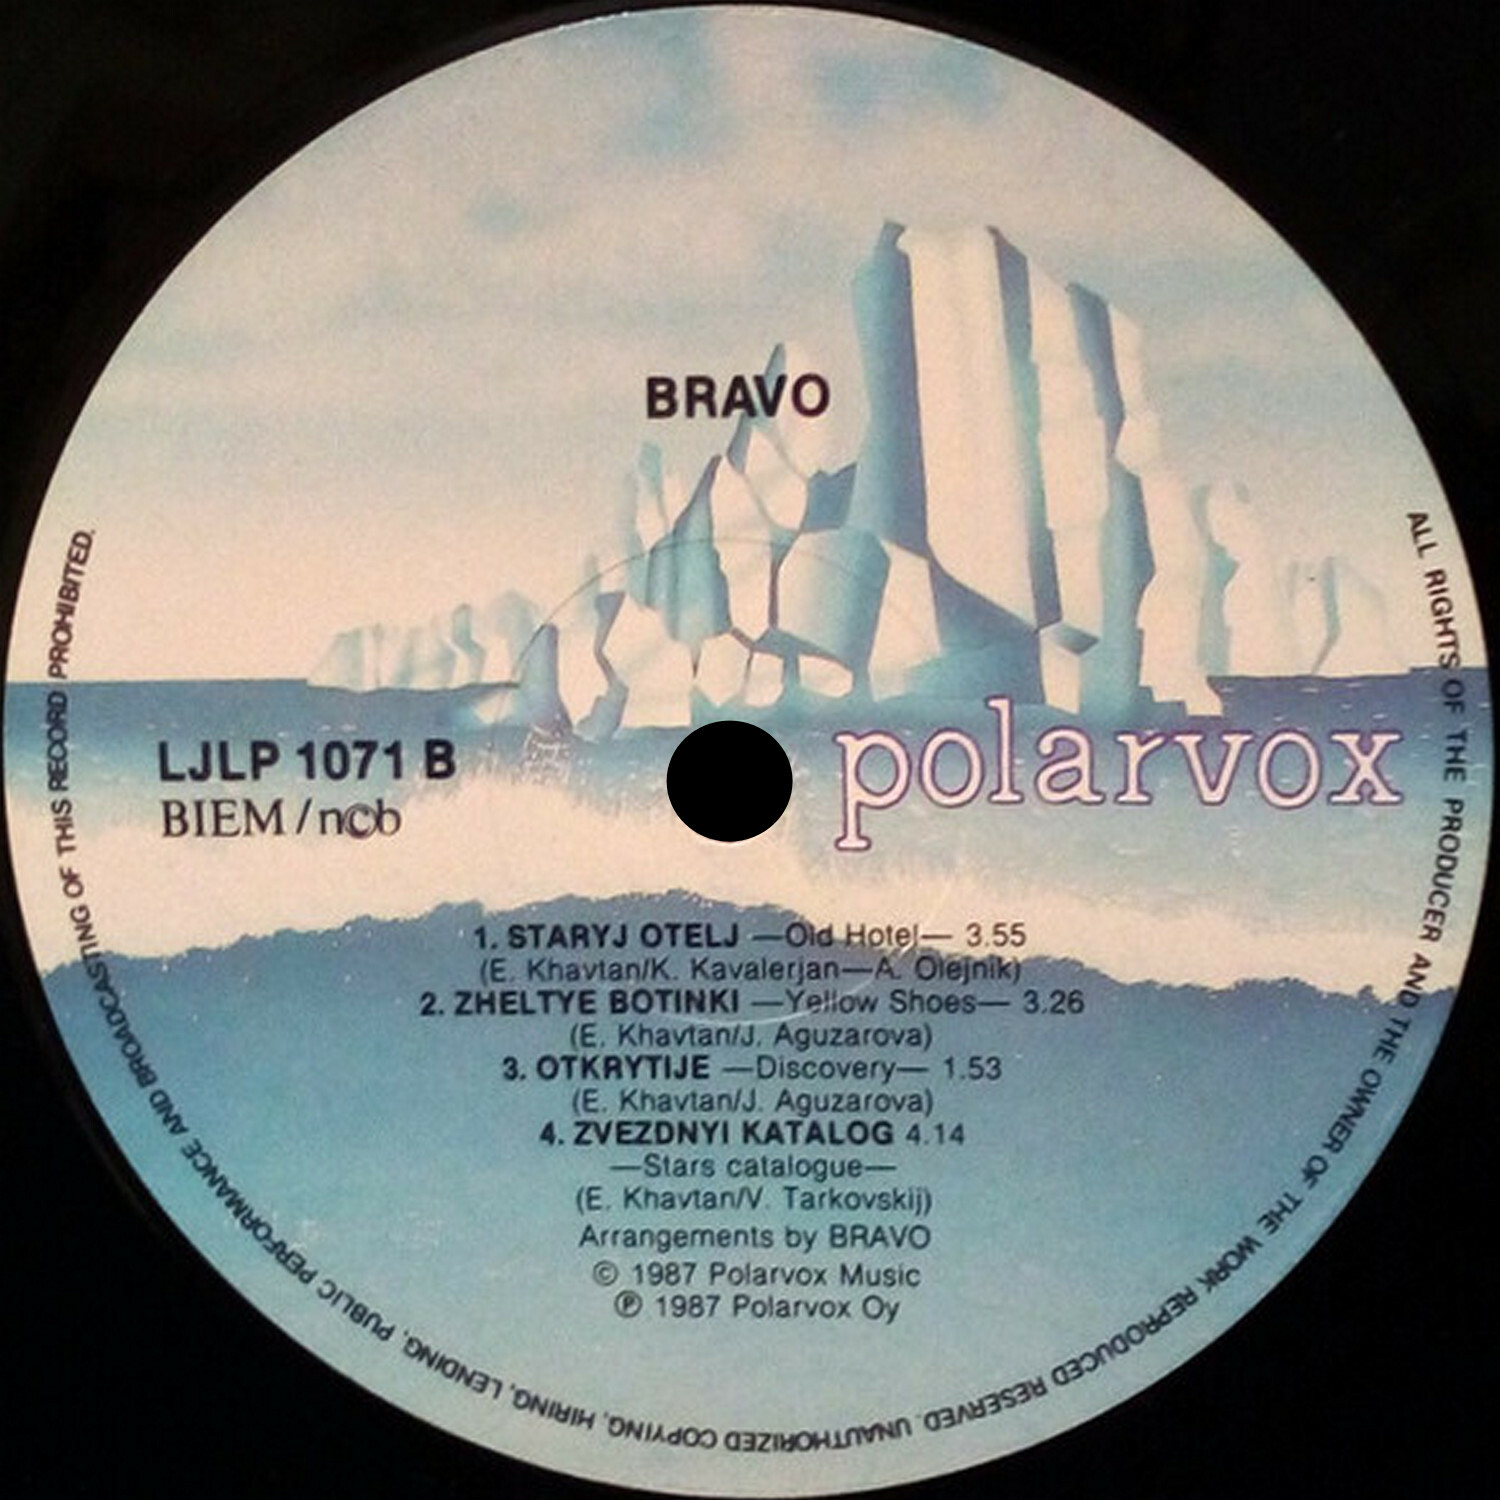 BRAVO
LJLP 1071 B
BIEM/ncb
polarvox
1. STARYJ OTELJ —Old Hotel— 3.55
(E. Khavtan/K. Kavalerjan—A. Olejnik)
2. ZHELTYE BOTINKI —Yellow Shoes— 3.26
(E. Khavtan/J. Aguzarova)
3. OTKRYTIJE —Discovery— 1.53
(E. Khavtan/J. Aguzarova)
4. ZVEZDNYI KATALOG 4.14
—Stars catalogue—
(E. Khavtan/V. Tarkovskij)
Arrangements by BRAVO
© 1987 Polarvox Music
℗ 1987 Polarvox Oy
ALL RIGHTS OF THE PRODUCER AND THE OWNER OF THE WORK REPRODUCED RESERVED. UNAUTHORIZED COPYING, HIRING, LENDING, PUBLIC PERFORMANCE AND BROADCASTING OF THIS RECORD PROHIBITED.